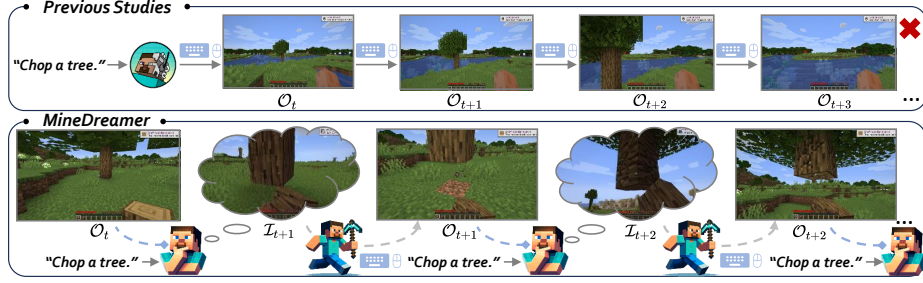 Previous Studies
"Chop a tree."
𝒪ₜ
𝒪ₜ₊₁
𝒪ₜ₊₂
𝒪ₜ₊₃
...
MineDreamer
𝒪ₜ
ℐₜ₊₁
𝒪ₜ₊₁
ℐₜ₊₂
𝒪ₜ₊₂
...
"Chop a tree."
"Chop a tree."
"Chop a tree."